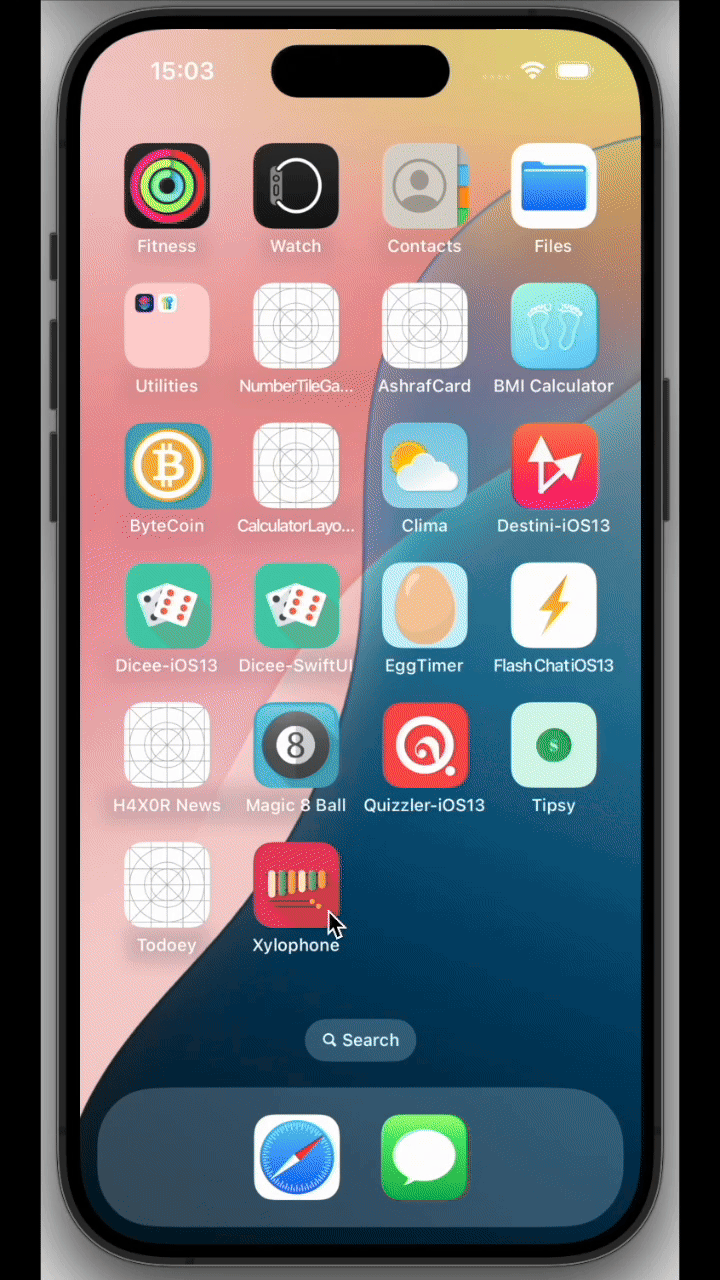 15:03
Fitness Watch Contacts Files
Utilities NumberTileGa... AshrafCard BMI Calculator
ByteCoin CalculatorLayo... Clima Destini-iOS13
Dicee-iOS13 Dicee-SwiftUI EggTimer FlashChatiOS13
8
H4X0R News Magic 8 Ball Quizzler-iOS13 Tipsy
Todoey Xylophone
Search